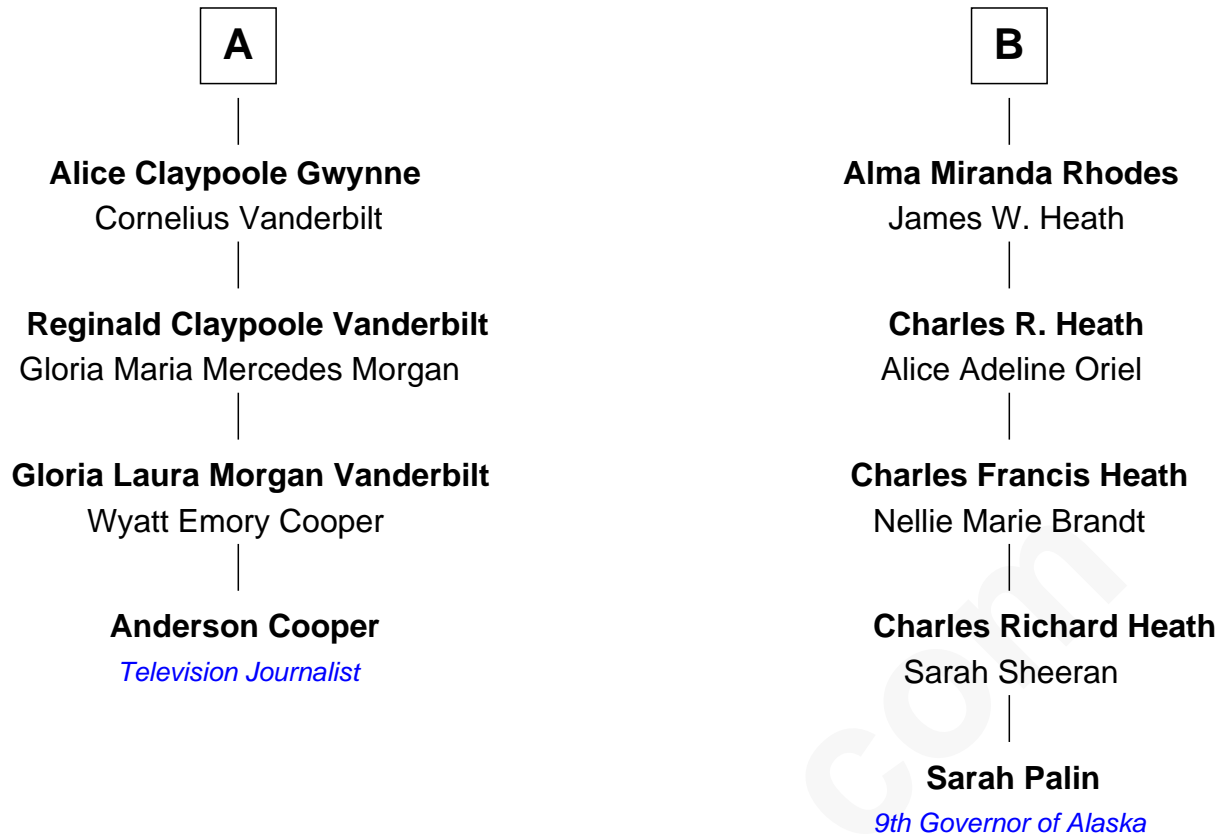 A
Alice Claypoole Gwynne
Cornelius Vanderbilt
Reginald Claypoole Vanderbilt
Gloria Maria Mercedes Morgan
Gloria Laura Morgan Vanderbilt
Wyatt Emory Cooper
Anderson Cooper
Television Journalist
B
Alma Miranda Rhodes
James W. Heath
Charles R. Heath
Alice Adeline Oriel
Charles Francis Heath
Nellie Marie Brandt
Charles Richard Heath
Sarah Sheeran
Sarah Palin
9th Governor of Alaska
com